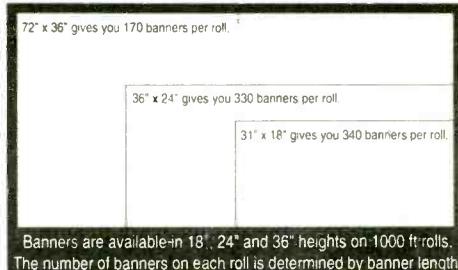 72" x 36" gives you 170 banners per roll.
36" x 24" gives you 330 banners per roll.
31" x 18" gives you 340 banners per roll.
Banners are available in 18", 24" and 36" heights on 1000 ft rolls.
The number of banners on each roll is determined by banner length